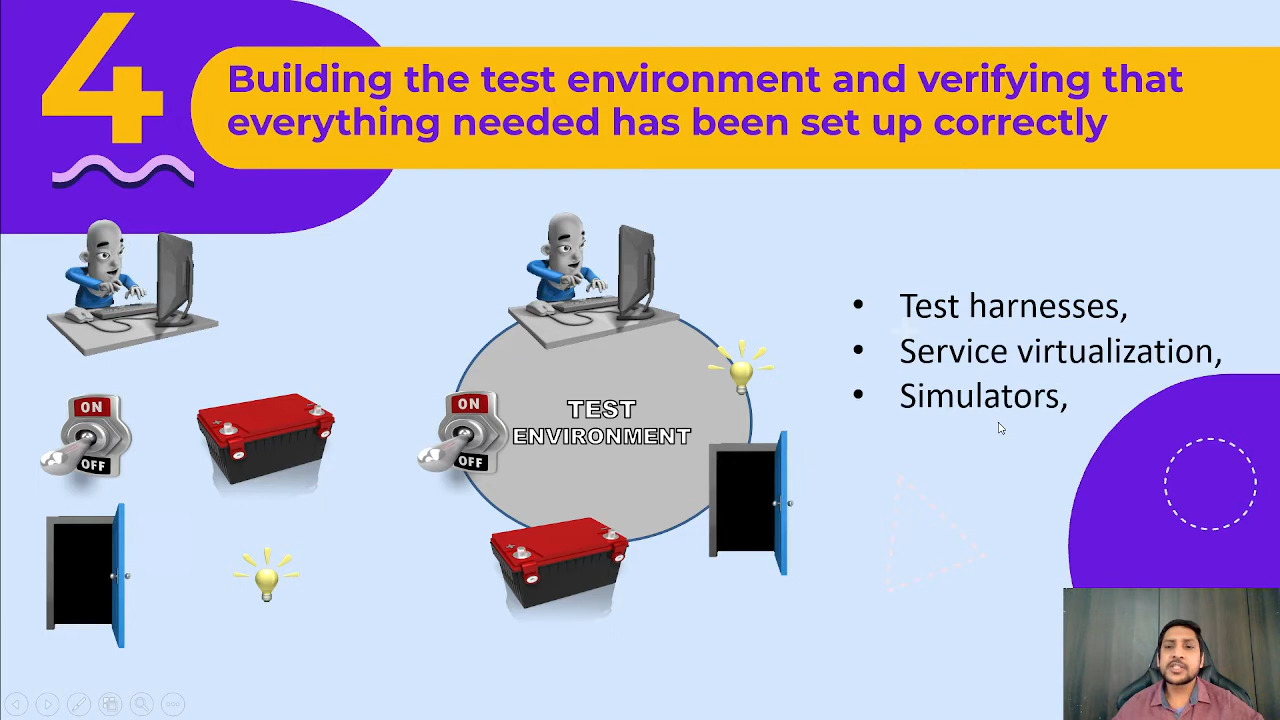 4
Building the test environment and verifying that
everything needed has been set up correctly
ON
OFF
ON
OFF
TEST
ENVIRONMENT
• Test harnesses,
• Service virtualization,
• Simulators,